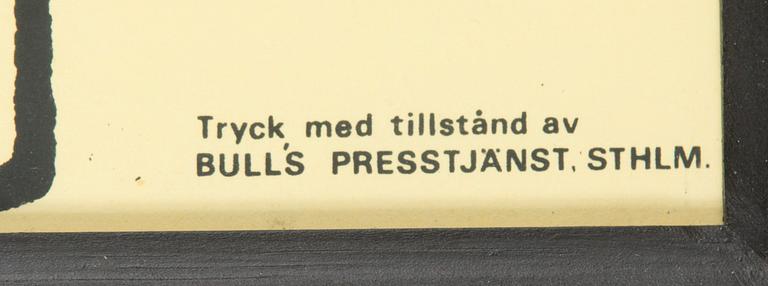 Tryck med tillstånd av
BULL'S PRESSTJÄNST, STHLM.